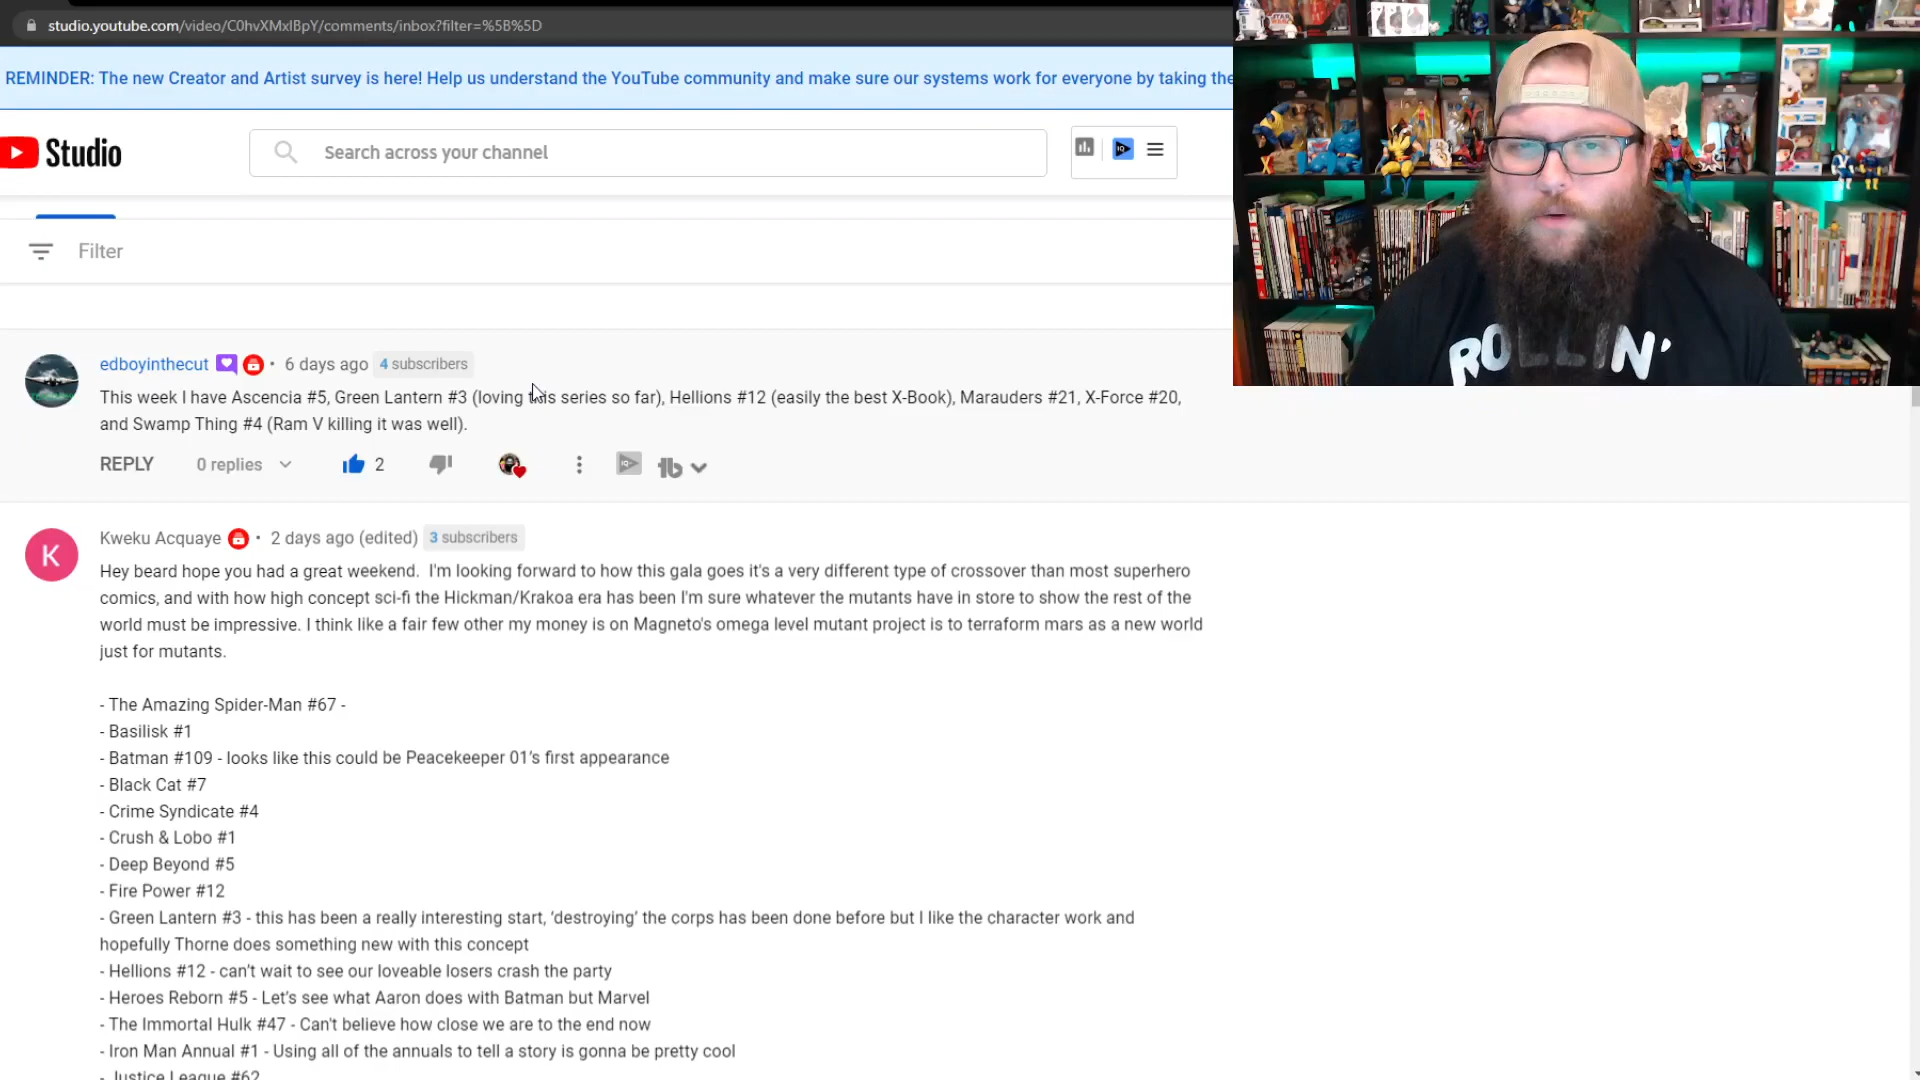 studio.youtube.com/video/C0hvXMxlBpY/comments/inbox?filter=%5B%5D
REMINDER: The new Creator and Artist survey is here! Help us understand the YouTube community and make sure our systems work for everyone by taking the
Studio
Search across your channel
Filter
edboyinthecut • 6 days ago 4 subscribers
This week I have Ascencia #5, Green Lantern #3 (loving this series so far), Hellions #12 (easily the best X-Book), Marauders #21, X-Force #20,
and Swamp Thing #4 (Ram V killing it was well).
REPLY 0 replies 2
ROLLIN'
K
Kweku Acquaye • 2 days ago (edited) 3 subscribers
Hey beard hope you had a great weekend. I'm looking forward to how this gala goes it's a very different type of crossover than most superhero
comics, and with how high concept sci-fi the Hickman/Krakoa era has been I'm sure whatever the mutants have in store to show the rest of the
world must be impressive. I think like a fair few other my money is on Magneto's omega level mutant project is to terraform mars as a new world
just for mutants.
- The Amazing Spider-Man #67 -
- Basilisk #1
- Batman #109 - looks like this could be Peacekeeper 01's first appearance
- Black Cat #7
- Crime Syndicate #4
- Crush & Lobo #1
- Deep Beyond #5
- Fire Power #12
- Green Lantern #3 - this has been a really interesting start, ‘destroying’ the corps has been done before but I like the character work and
hopefully Thorne does something new with this concept
- Hellions #12 - can’t wait to see our loveable losers crash the party
- Heroes Reborn #5 - Let’s see what Aaron does with Batman but Marvel
- The Immortal Hulk #47 - Can't believe how close we are to the end now
- Iron Man Annual #1 - Using all of the annuals to tell a story is gonna be pretty cool
- Justice League #62